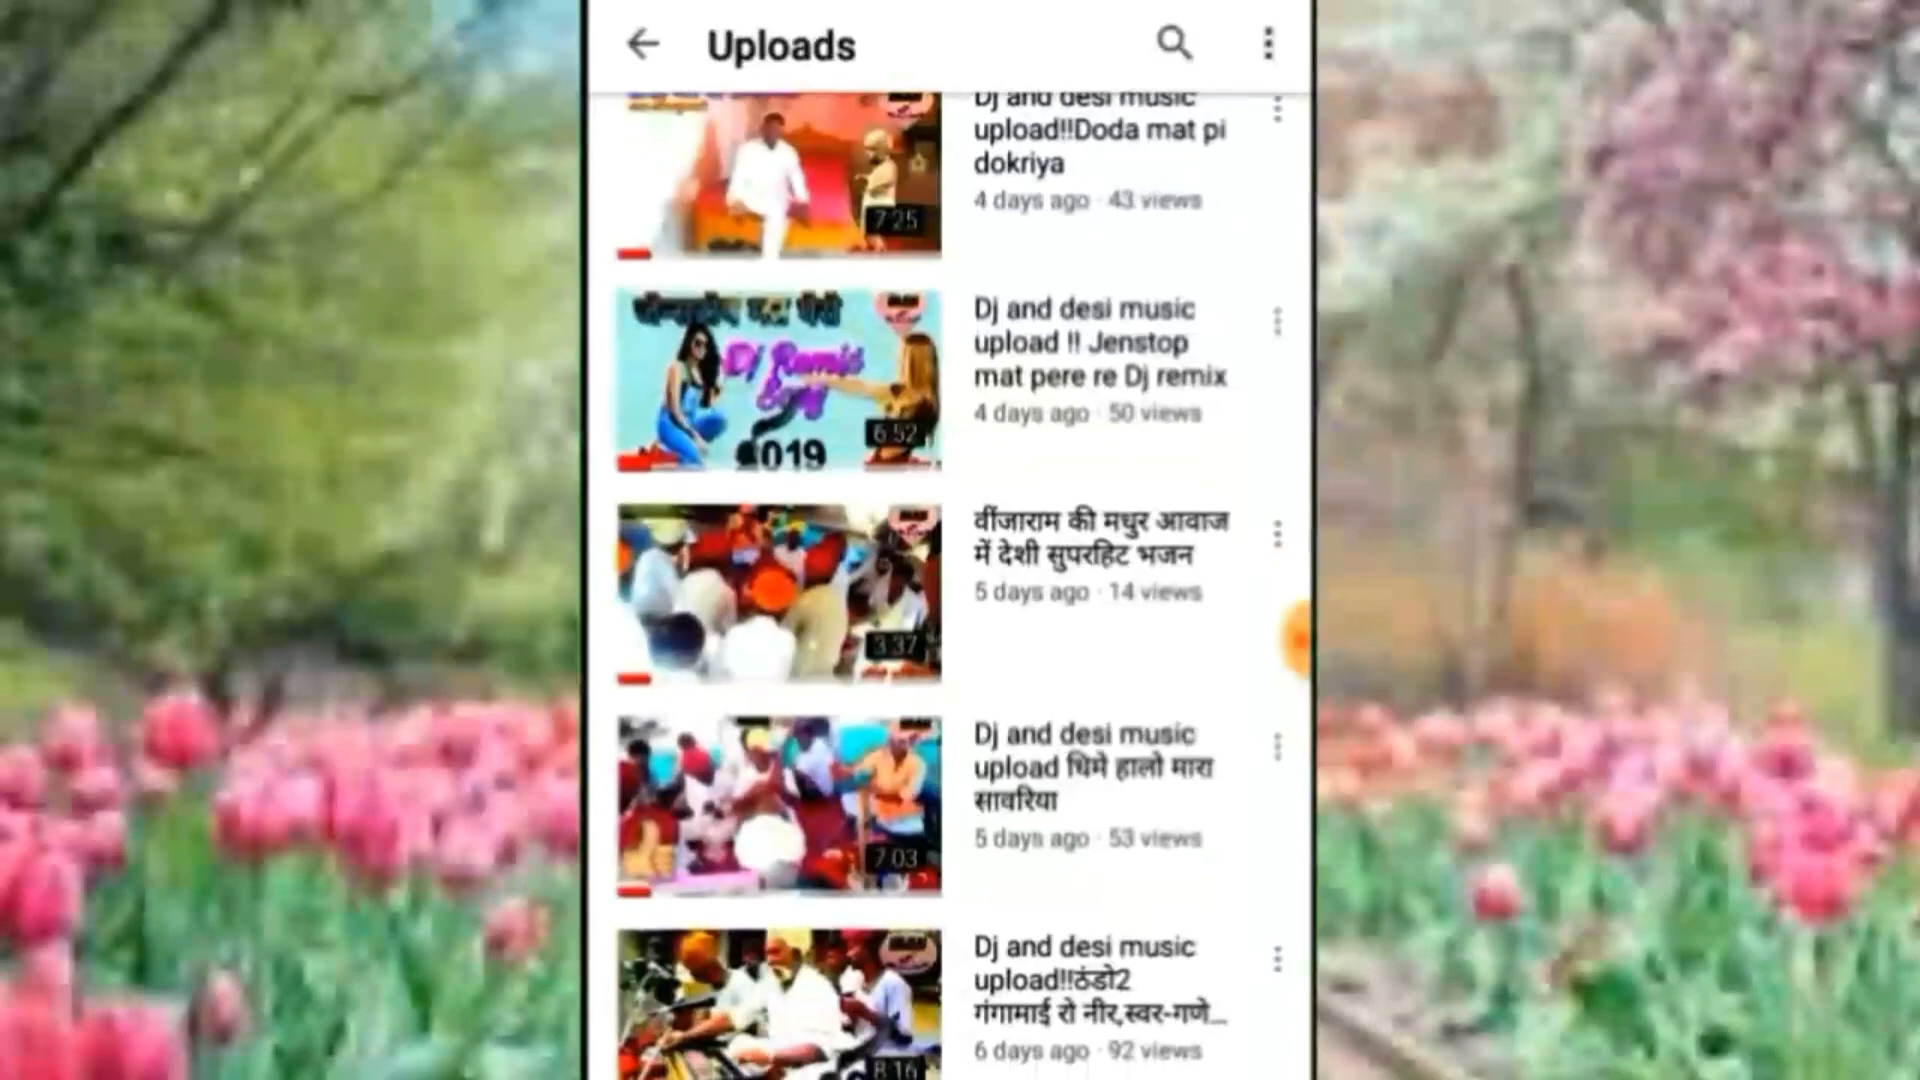 Uploads
Dj and desi music
upload!!Doda mat pi
dokriya
4 days ago · 43 views
7:25
Dj and desi music
upload !! Jenstop
mat pere re Dj remix
4 days ago · 50 views
Dj Remix
Song
2019
6:52
वींजाराम की मधुर आवाज
में देशी सुपरहिट भजन
5 days ago · 14 views
3:37
Dj and desi music
upload धिमे हालो मारा
सावरिया
5 days ago · 53 views
7:03
Dj and desi music
upload!!ठंडो2
गंगामाई रो नीर,स्वर-गणे...
6 days ago · 92 views
8:16